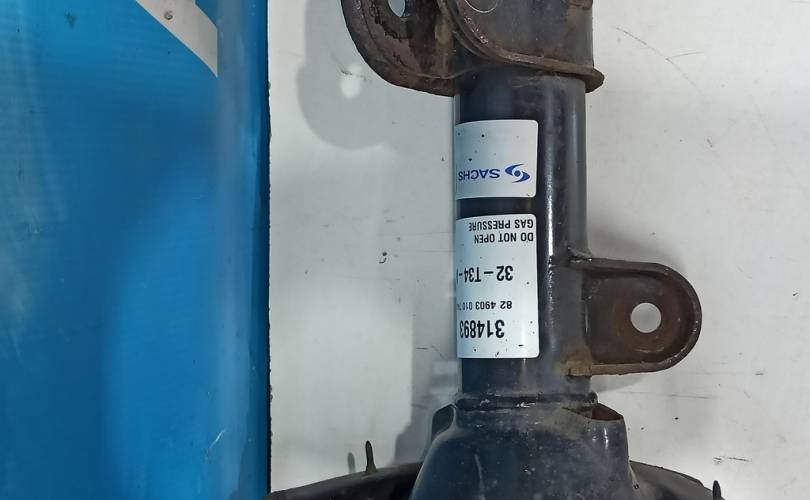 314893
82 4903 010
32-T34-
DO NOT OPEN
GAS PRESSURE
SACHS